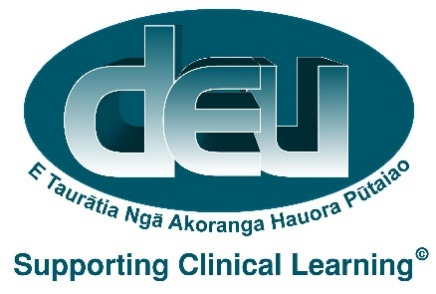 deu
E Taurātia Ngā Akoranga Hauora Pūtaiao
Supporting Clinical Learning©